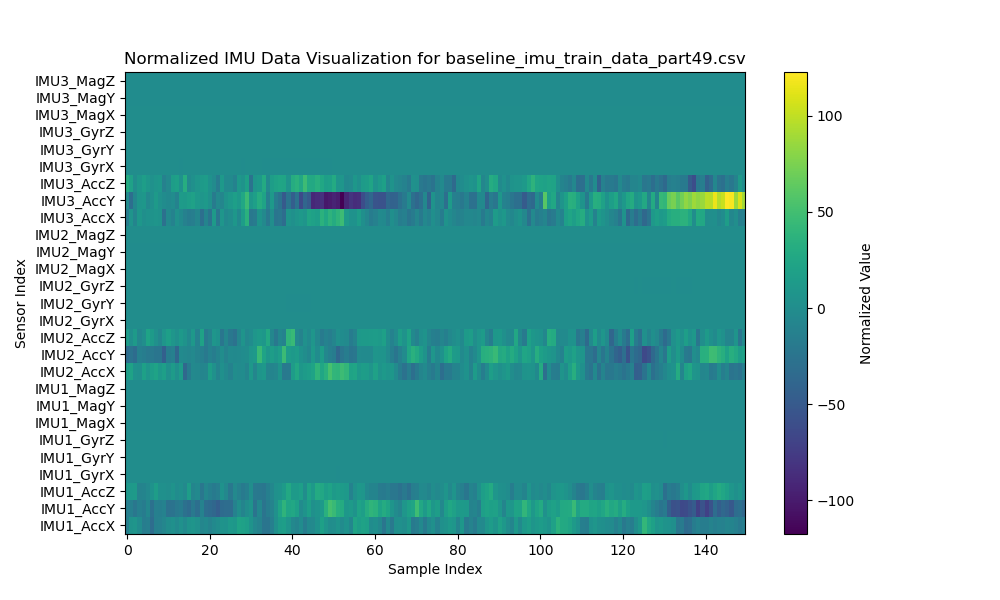 Normalized IMU Data Visualization for baseline_imu_train_data_part49.csv
IMU3_MagZ
IMU3_MagY
IMU3_MagX
IMU3_GyrZ
IMU3_GyrY
IMU3_GyrX
IMU3_AccZ
IMU3_AccY
IMU3_AccX
IMU2_MagZ
IMU2_MagY
IMU2_MagX
IMU2_GyrZ
IMU2_GyrY
IMU2_GyrX
IMU2_AccZ
IMU2_AccY
IMU2_AccX
IMU1_MagZ
IMU1_MagY
IMU1_MagX
IMU1_GyrZ
IMU1_GyrY
IMU1_GyrX
IMU1_AccZ
IMU1_AccY
IMU1_AccX
Sensor Index
0 20 40 60 80 100 120 140
Sample Index
100
50
0
−50
−100
Normalized Value